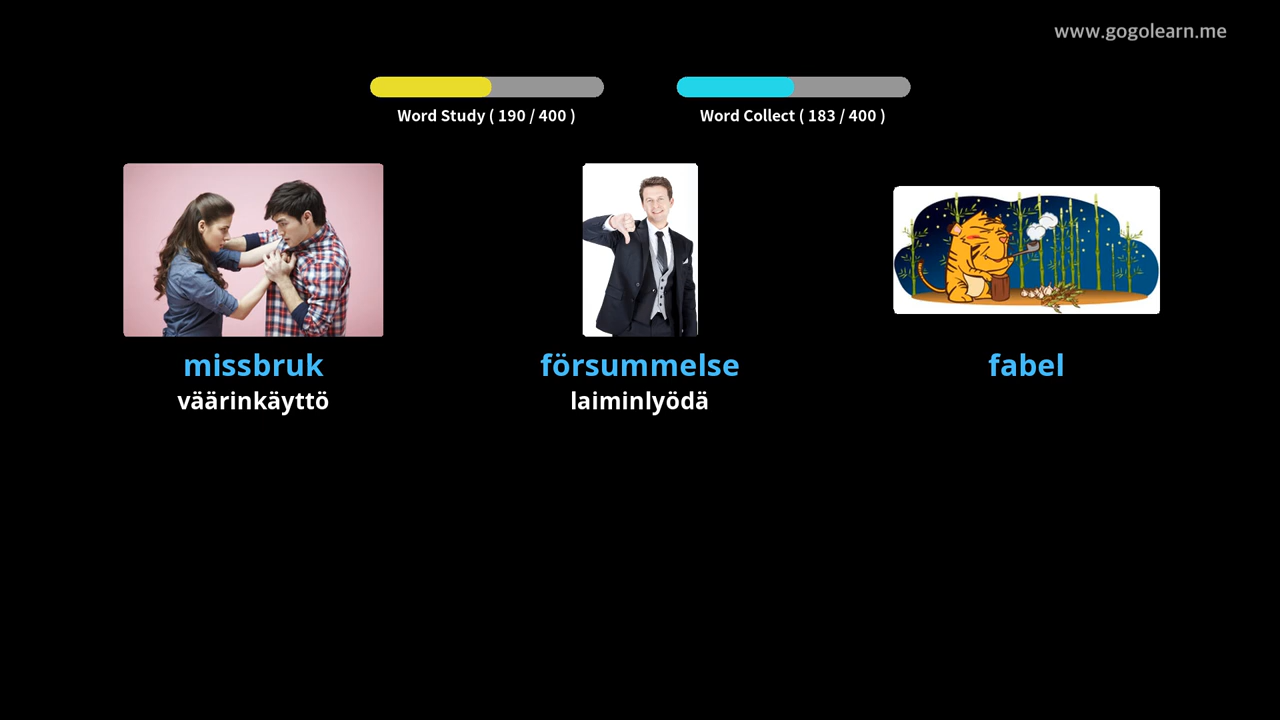 www.gogolearn.me
Word Study ( 190 / 400 )
Word Collect ( 183 / 400 )
missbruk
väärinkäyttö
försummelse
laiminlyödä
fabel